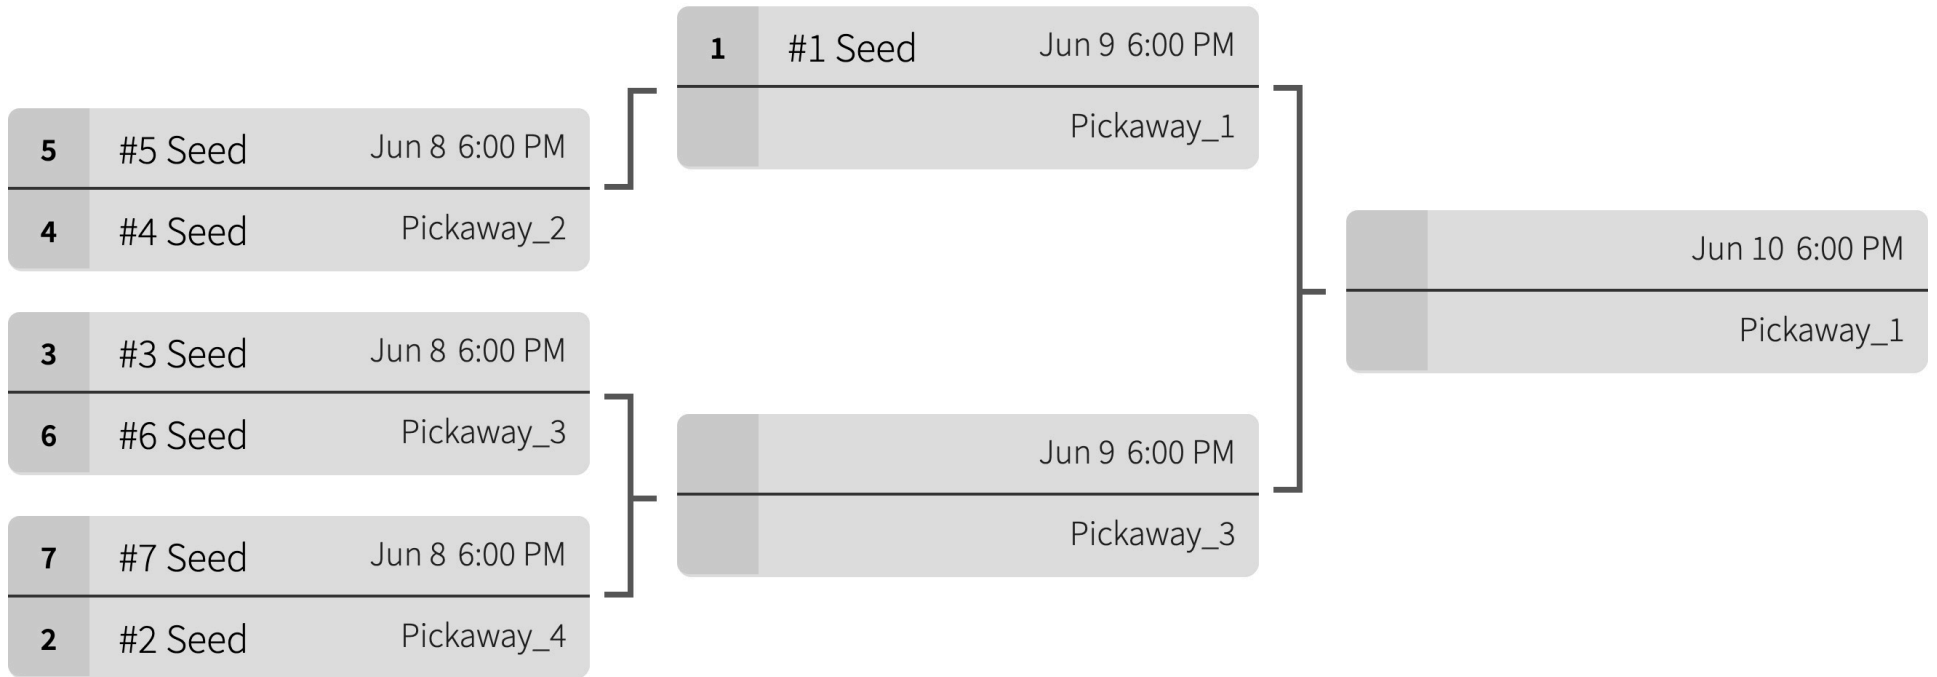 1 #1 Seed Jun 9 6:00 PM
Pickaway_1
5 #5 Seed Jun 8 6:00 PM
4 #4 Seed Pickaway_2
Jun 10 6:00 PM
Pickaway_1
3 #3 Seed Jun 8 6:00 PM
6 #6 Seed Pickaway_3
Jun 9 6:00 PM
Pickaway_3
7 #7 Seed Jun 8 6:00 PM
2 #2 Seed Pickaway_4